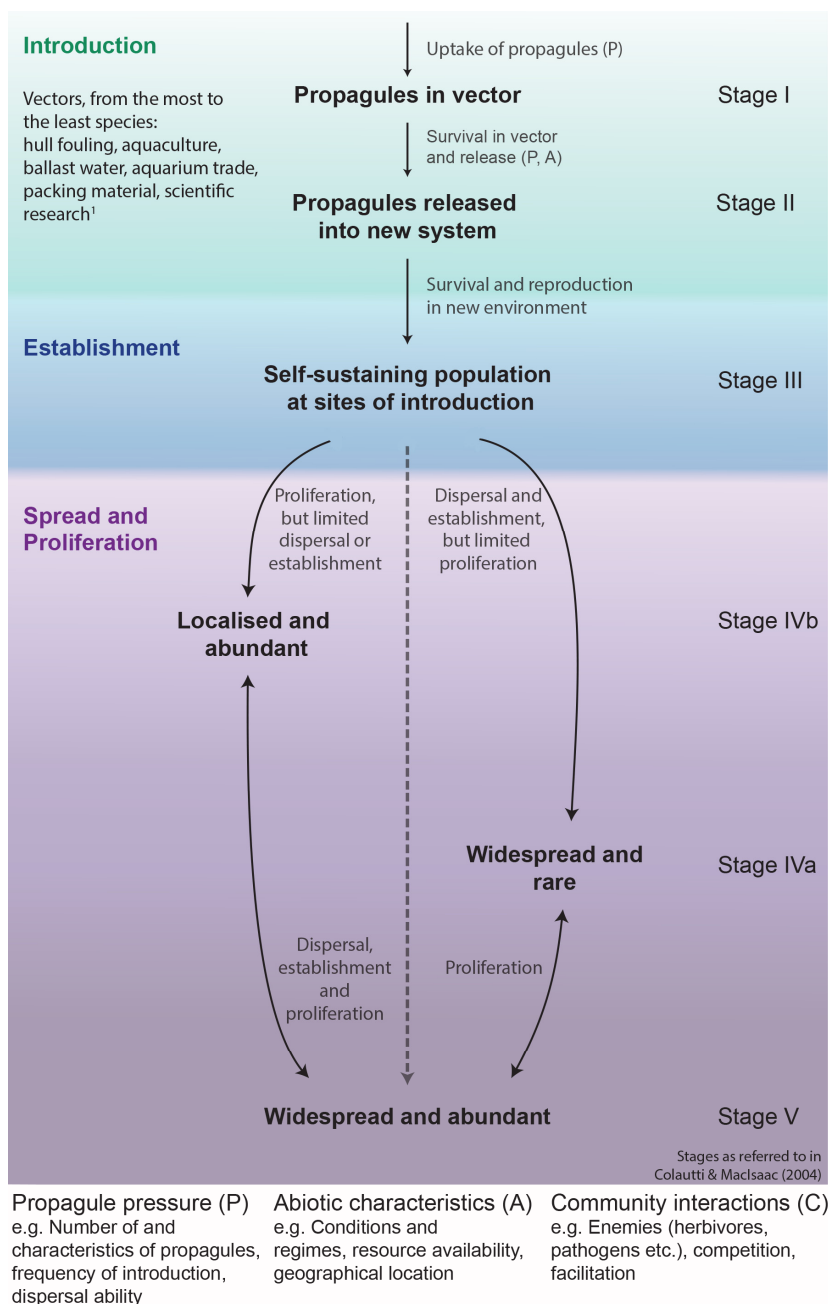 Introduction
Vectors, from the most to
the least species:
hull fouling, aquaculture,
ballast water, aquarium trade,
packing material, scientific
research¹
Uptake of propagules (P)
Propagules in vector
Stage I
Survival in vector
and release (P, A)
Propagules released
into new system
Stage II
Survival and reproduction
in new environment
Establishment
Self-sustaining population
at sites of introduction
Stage III
Spread and
Proliferation
Proliferation,
but limited
dispersal or
establishment
Dispersal and
establishment,
but limited
proliferation
Localised and
abundant
Stage IVb
Widespread and
rare
Stage IVa
Dispersal,
establishment
and
proliferation
Proliferation
Widespread and abundant
Stage V
Stages as referred to in
Colautti & MacIsaac (2004)
Propagule pressure (P)
e.g. Number of and
characteristics of propagules,
frequency of introduction,
dispersal ability
Abiotic characteristics (A)
e.g. Conditions and
regimes, resource availability,
geographical location
Community interactions (C)
e.g. Enemies (herbivores,
pathogens etc.), competition,
facilitation